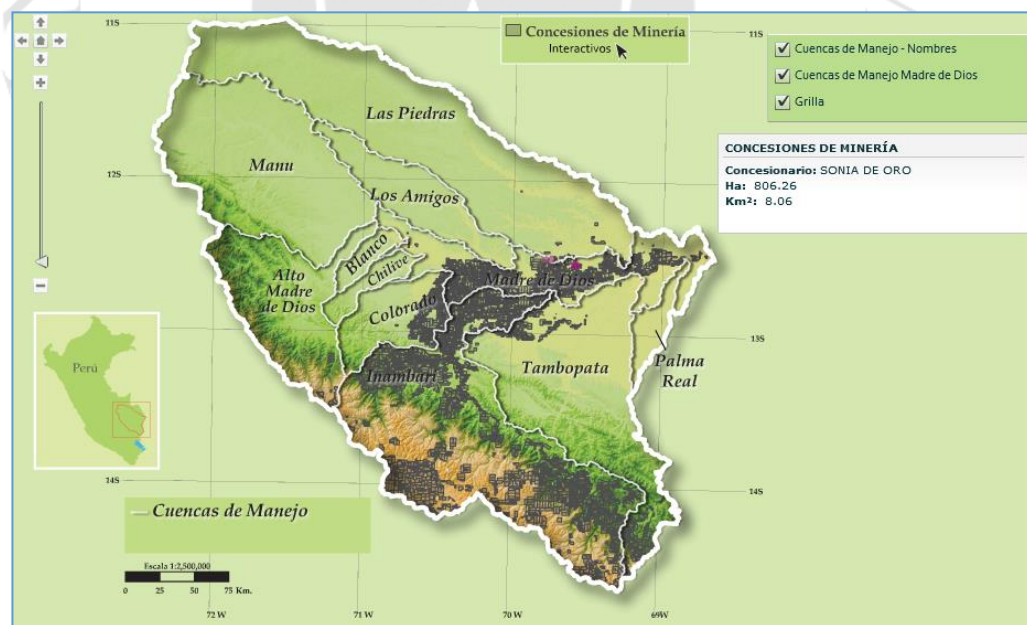 11S
11S
Concesiones de Minería
Interactivos
Cuencas de Manejo - Nombres
Cuencas de Manejo Madre de Dios
Grilla
CONCESIONES DE MINERÍA
Concesionario: SONIA DE ORO
Ha: 806.26
Km²: 8.06
Las Piedras
Manu
12S
Los Amigos
Blanco
Chilive
Alto
Madre
de Dios
Madre de Dios
Colorado
13S
Inambari
Tambopata
Palma
Real
Perú
14S
14S
Cuencas de Manejo
Escala 1:2,500,000
0 25 50 75 Km.
72 W 71 W 70 W 69W